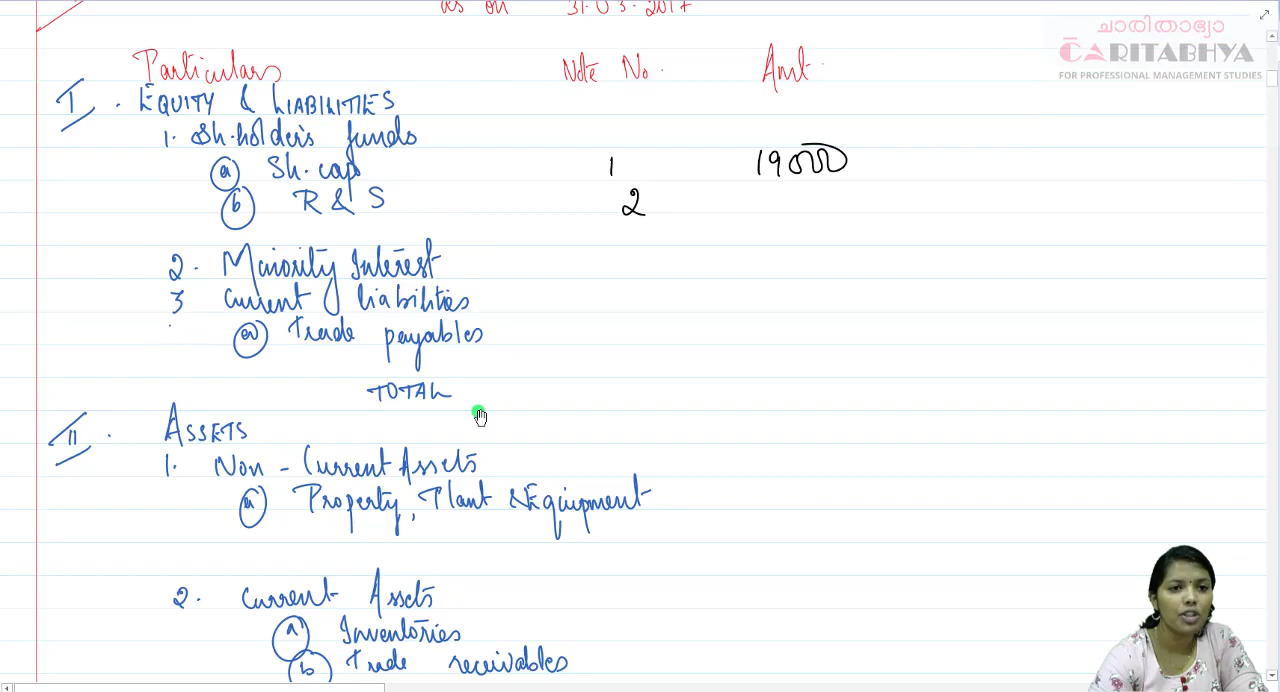 as on 31-03-2017
ചാരിതാഭ്യാ
CARITABHYA
FOR PROFESSIONAL MANAGEMENT STUDIES
Particulars Note No. Amt.
I. EQUITY & LIABILITIES
1. Sh.holders funds
a Sh.cap 1 19000
b R & S 2
2. Minority Interest
3 Current liabilities
a Trade payables
TOTAL
II. ASSETS
1. Non-Current Assets
a Property, Plant & Equipment
2. Current Assets
a Inventories
b Trade receivables